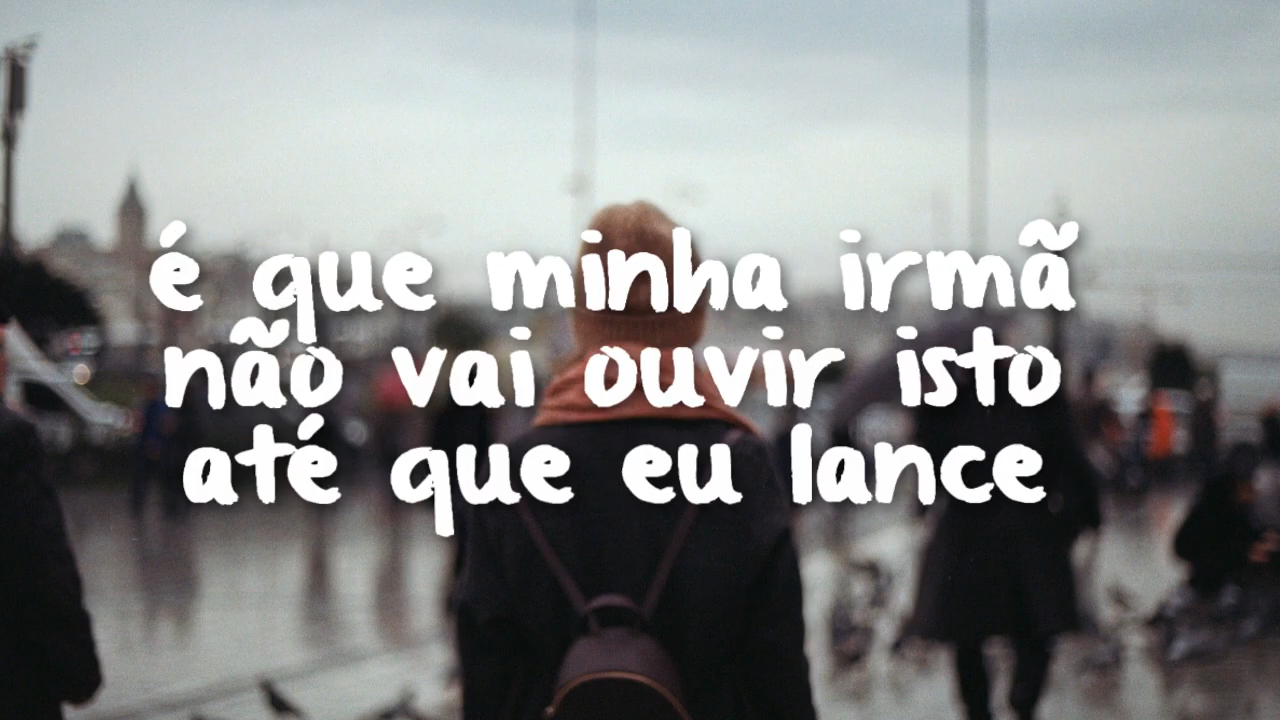 é que minha irmã
não vai ouvir isto
até que eu lance